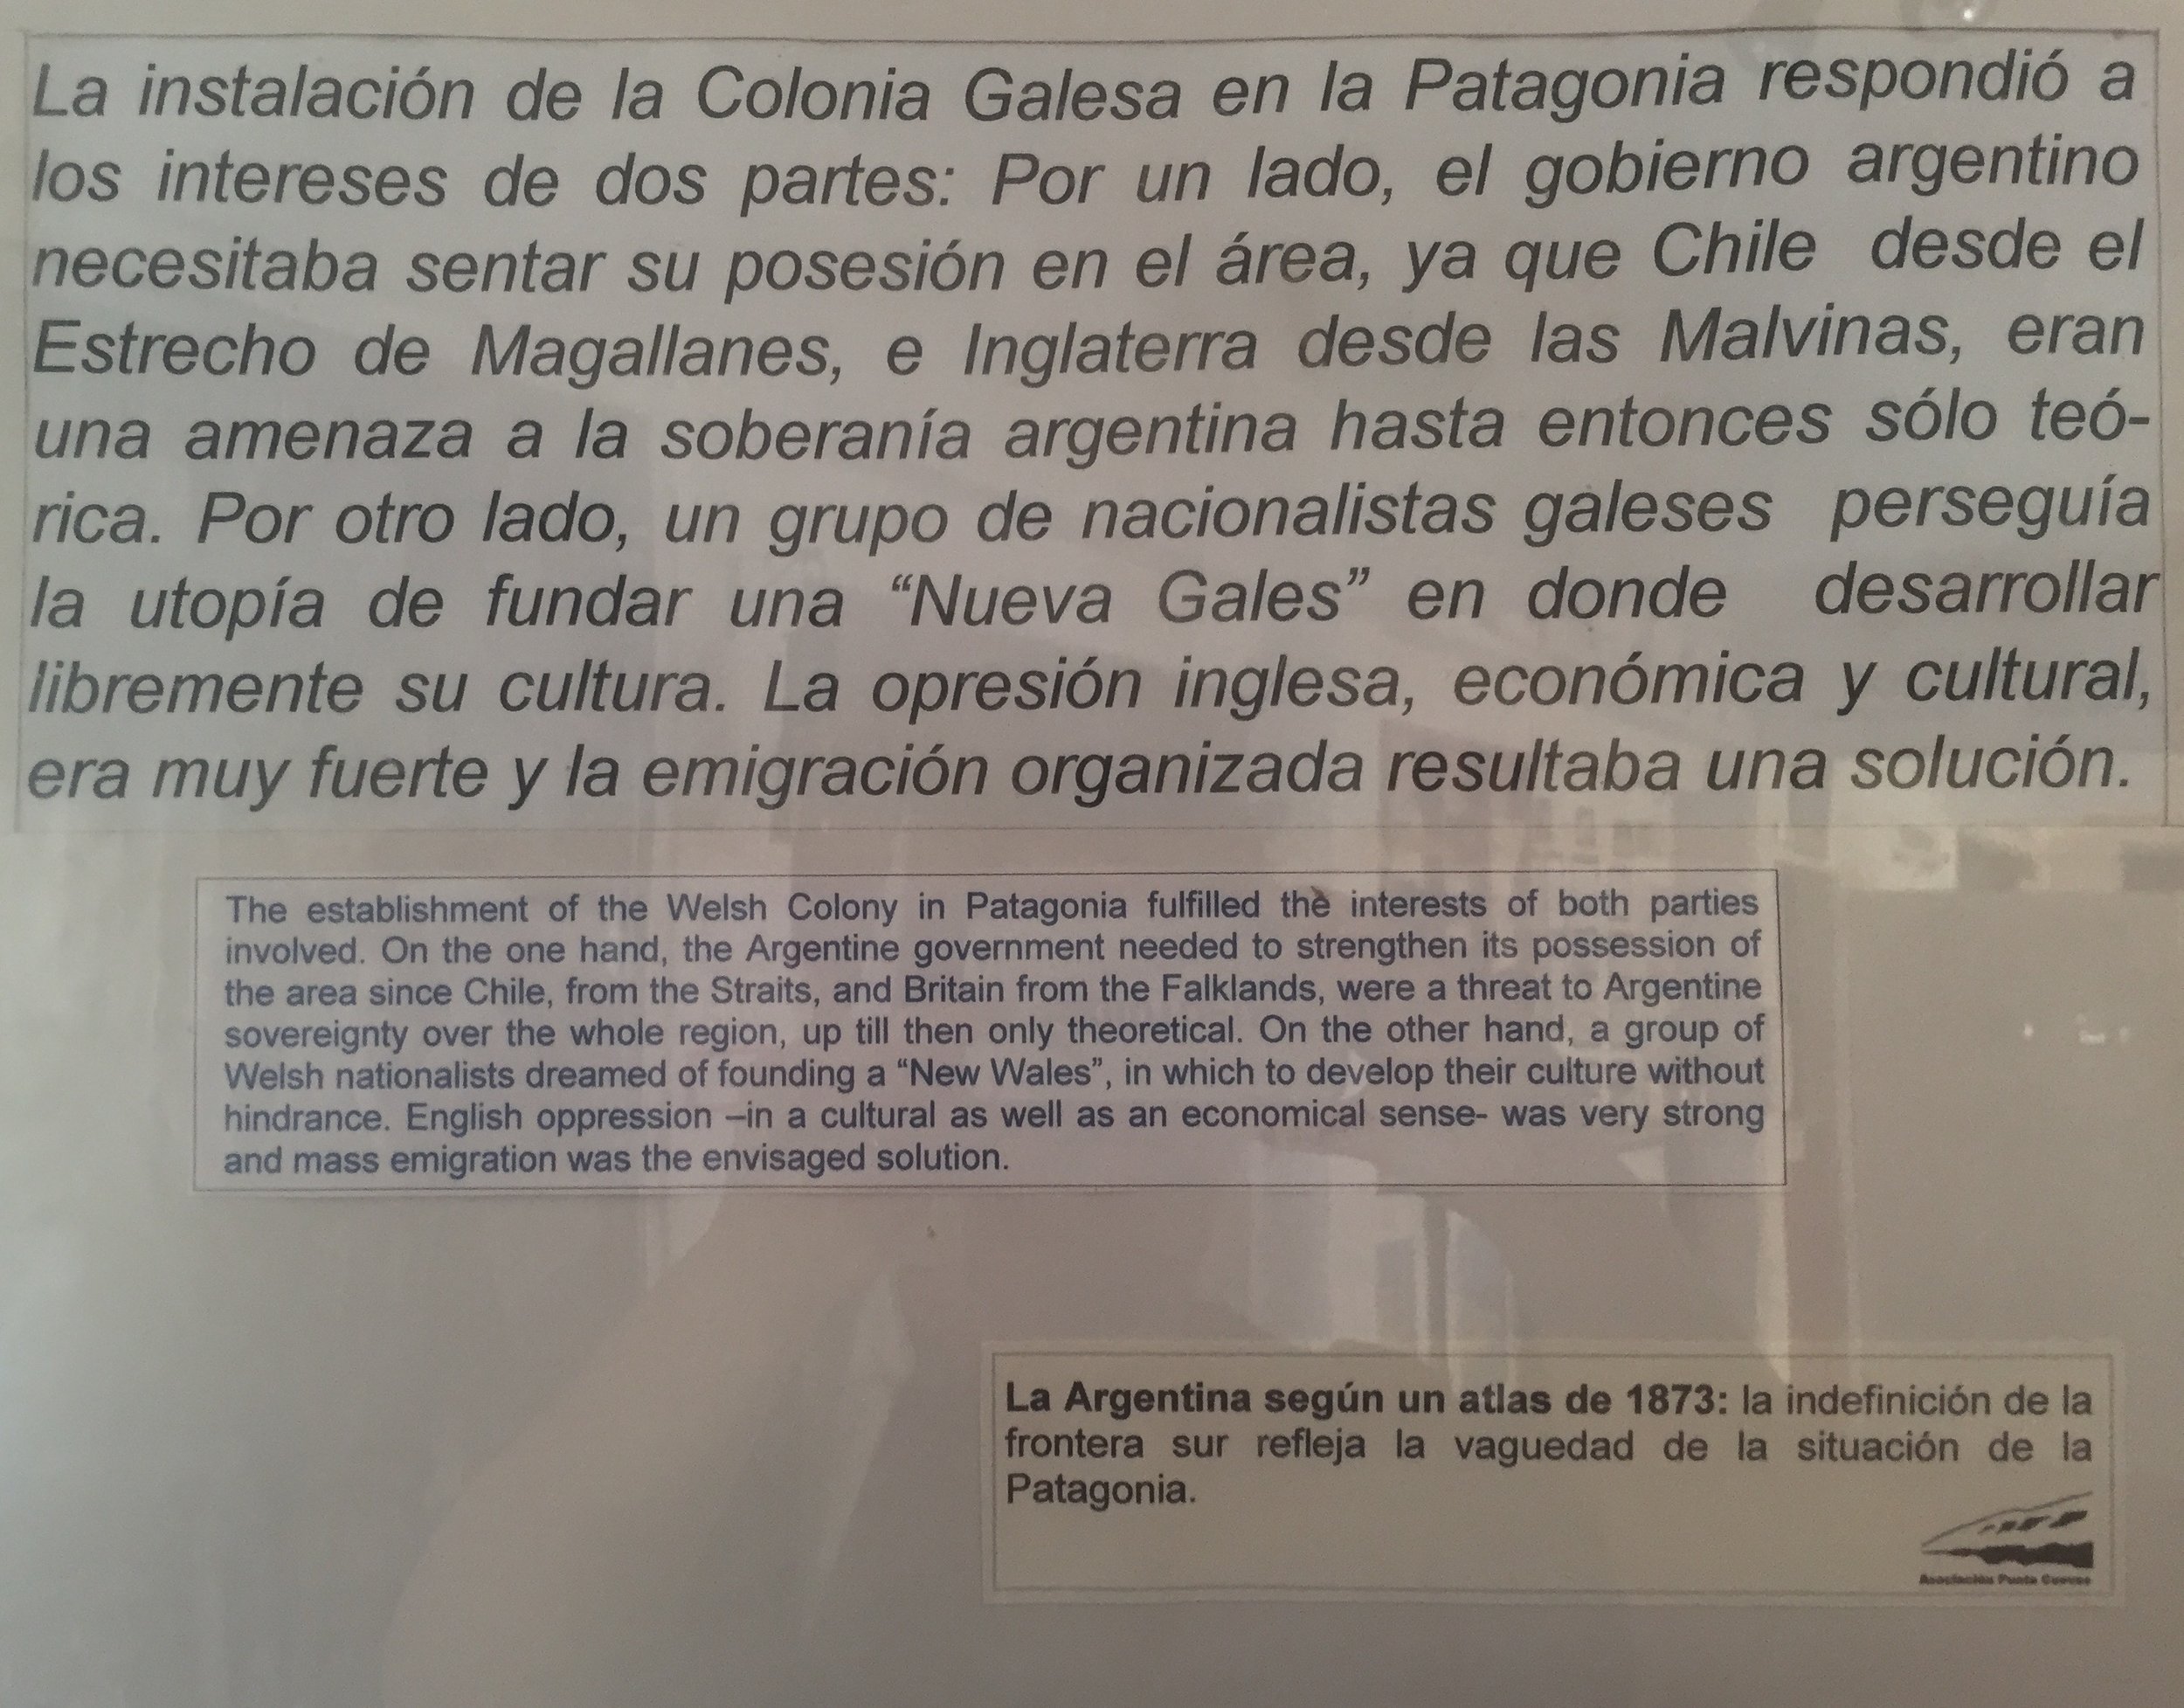 La instalación de la Colonia Galesa en la Patagonia respondió a
los intereses de dos partes: Por un lado, el gobierno argentino
necesitaba sentar su posesión en el área, ya que Chile desde el
Estrecho de Magallanes, e Inglaterra desde las Malvinas, eran
una amenaza a la soberanía argentina hasta entonces sólo teó-
rica. Por otro lado, un grupo de nacionalistas galeses perseguía
la utopía de fundar una “Nueva Gales” en donde desarrollar
libremente su cultura. La opresión inglesa, económica y cultural,
era muy fuerte y la emigración organizada resultaba una solución.
The establishment of the Welsh Colony in Patagonia fulfilled the interests of both parties
involved. On the one hand, the Argentine government needed to strengthen its possession of
the area since Chile, from the Straits, and Britain from the Falklands, were a threat to Argentine
sovereignty over the whole region, up till then only theoretical. On the other hand, a group of
Welsh nationalists dreamed of founding a “New Wales”, in which to develop their culture without
hindrance. English oppression –in a cultural as well as an economical sense- was very strong
and mass emigration was the envisaged solution.
La Argentina según un atlas de 1873: la indefinición de la
frontera sur refleja la vaguedad de la situación de la
Patagonia.
Asociación Punta Cuevas